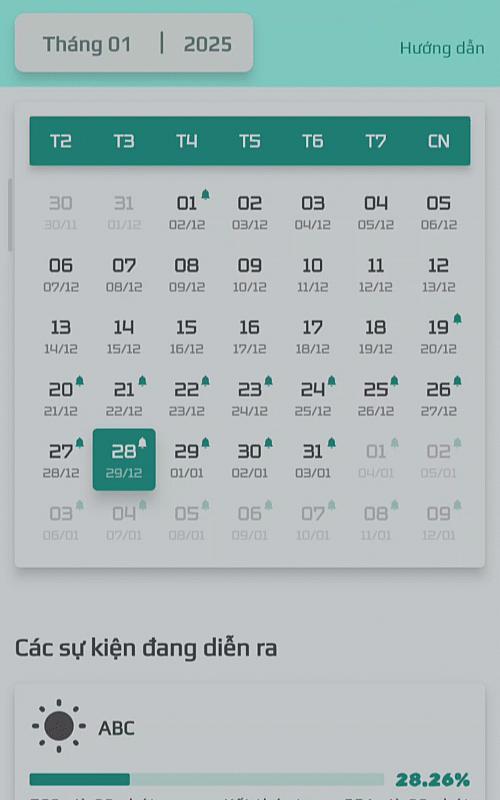 Tháng 01 | 2025
Hướng dẫn
T2 T3 T4 T5 T6 T7 CN
30 31 01 02 03 04 05
30/11 01/12 02/12 03/12 04/12 05/12 06/12
06 07 08 09 10 11 12
07/12 08/12 09/12 10/12 11/12 12/12 13/12
13 14 15 16 17 18 19
14/12 15/12 16/12 17/12 18/12 19/12 20/12
20 21 22 23 24 25 26
21/12 22/12 23/12 24/12 25/12 26/12 27/12
27 28 29 30 31 01 02
28/12 29/12 01/01 02/01 03/01 04/01 05/01
03 04 05 06 07 08 09
06/01 07/01 08/01 09/01 10/01 11/01 12/01
Các sự kiện đang diễn ra
ABC
28.26%